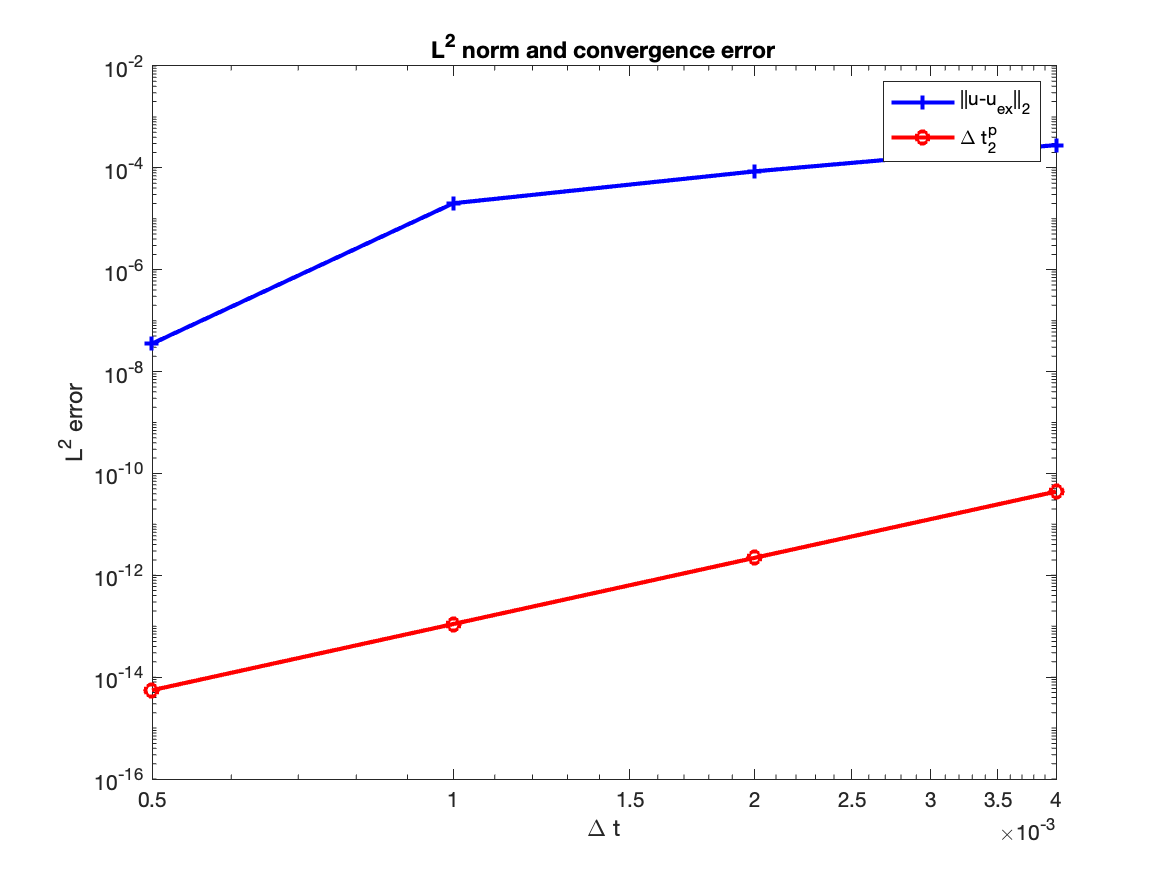 L² norm and convergence error
||u-u_ex||₂
Δ t₂ᵖ
L² error
10⁻²
10⁻⁴
10⁻⁶
10⁻⁸
10⁻¹⁰
10⁻¹²
10⁻¹⁴
10⁻¹⁶
0.5 1 1.5 2 2.5 3 3.5 4
×10⁻³
Δ t